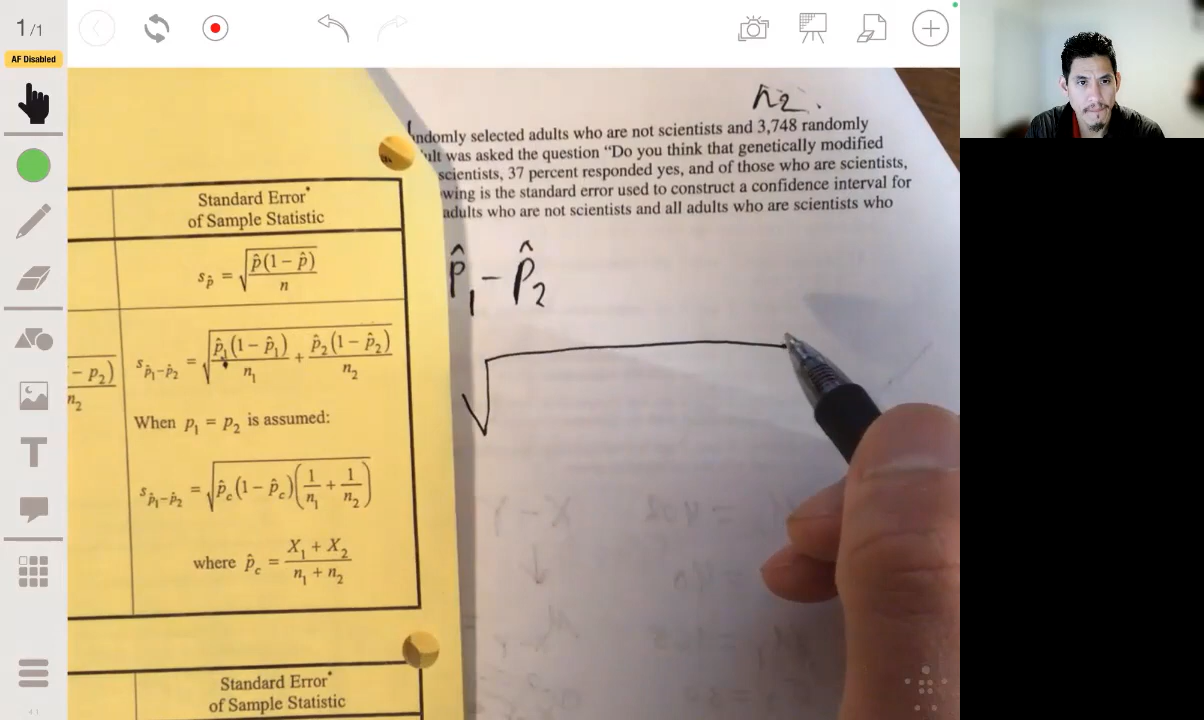 1/1
AF Disabled
T
n2.
ndomly selected adults who are not scientists and 3,748 randomly
ult was asked the question "Do you think that genetically modified
scientists, 37 percent responded yes, and of those who are scientists,
wing is the standard error used to construct a confidence interval for
adults who are not scientists and all adults who are scientists who
p̂₁ − p̂₂
√
Standard Error*
of Sample Statistic
s_p̂ = √(p̂(1 − p̂)/n)
− p₂)
n₂
s_p̂₁−p̂₂ = √(p̂₁(1 − p̂₁)/n₁ + p̂₂(1 − p̂₂)/n₂)
When p₁ = p₂ is assumed:
s_p̂₁−p̂₂ = √(p̂c(1 − p̂c)(1/n₁ + 1/n₂))
where p̂c = (X₁ + X₂)/(n₁ + n₂)
Standard Error*
of Sample Statistic